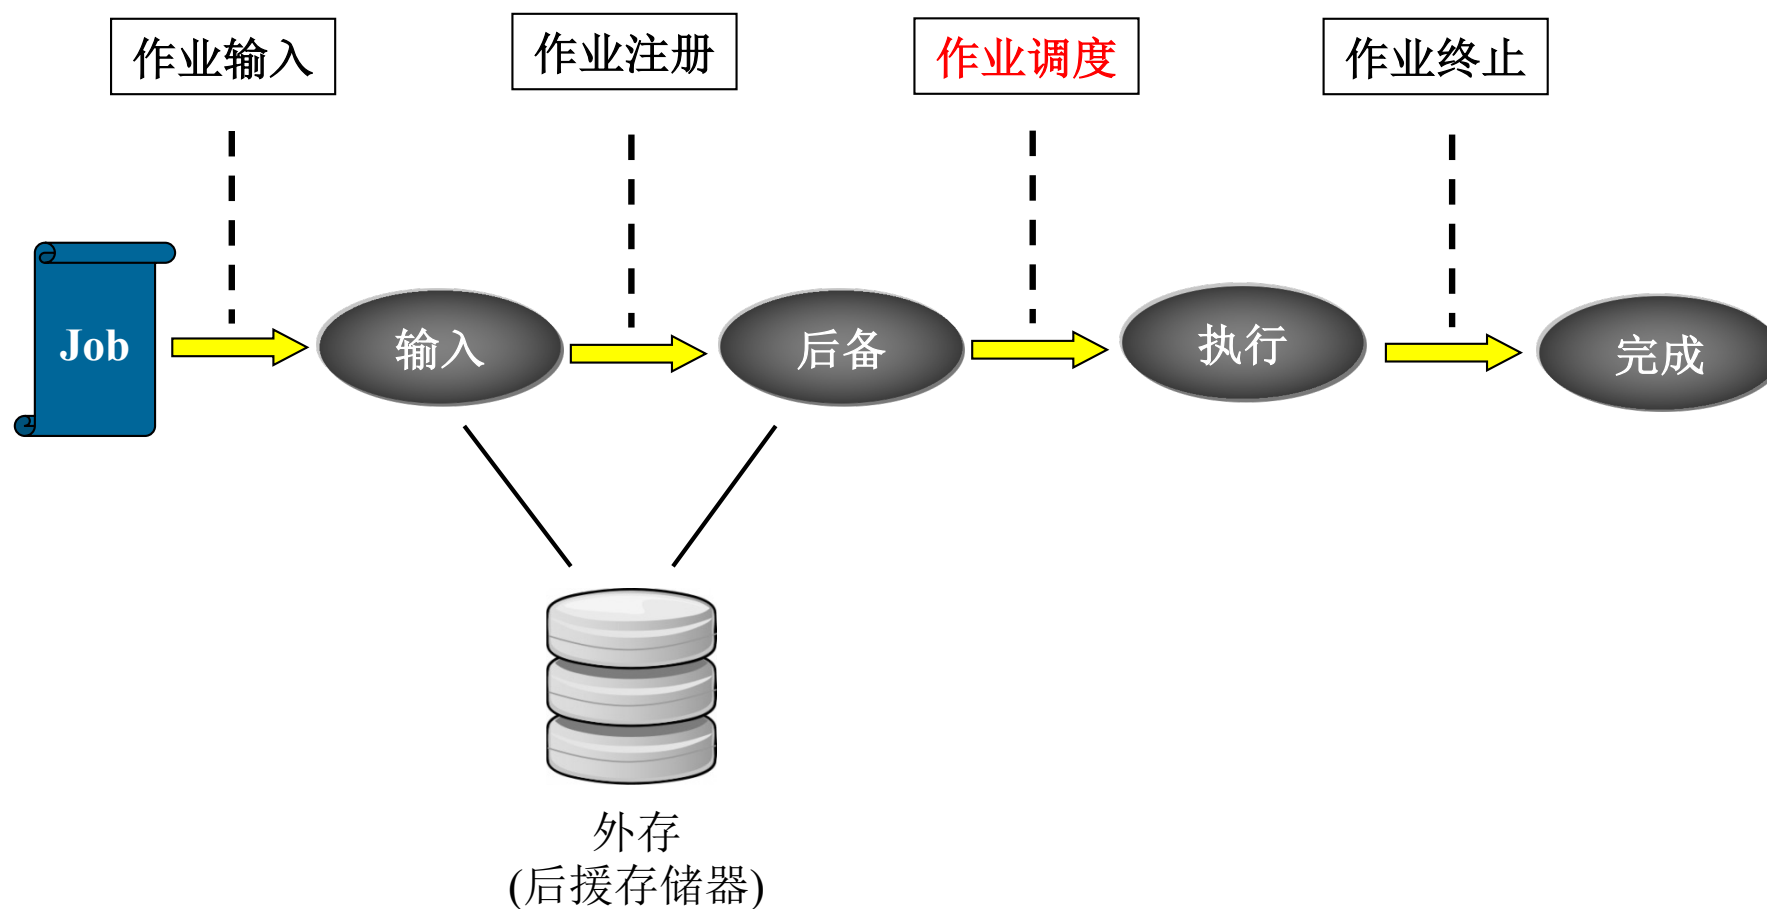 作业输入
作业注册
作业调度
作业终止
Job
输入
后备
执行
完成
外存
(后援存储器)